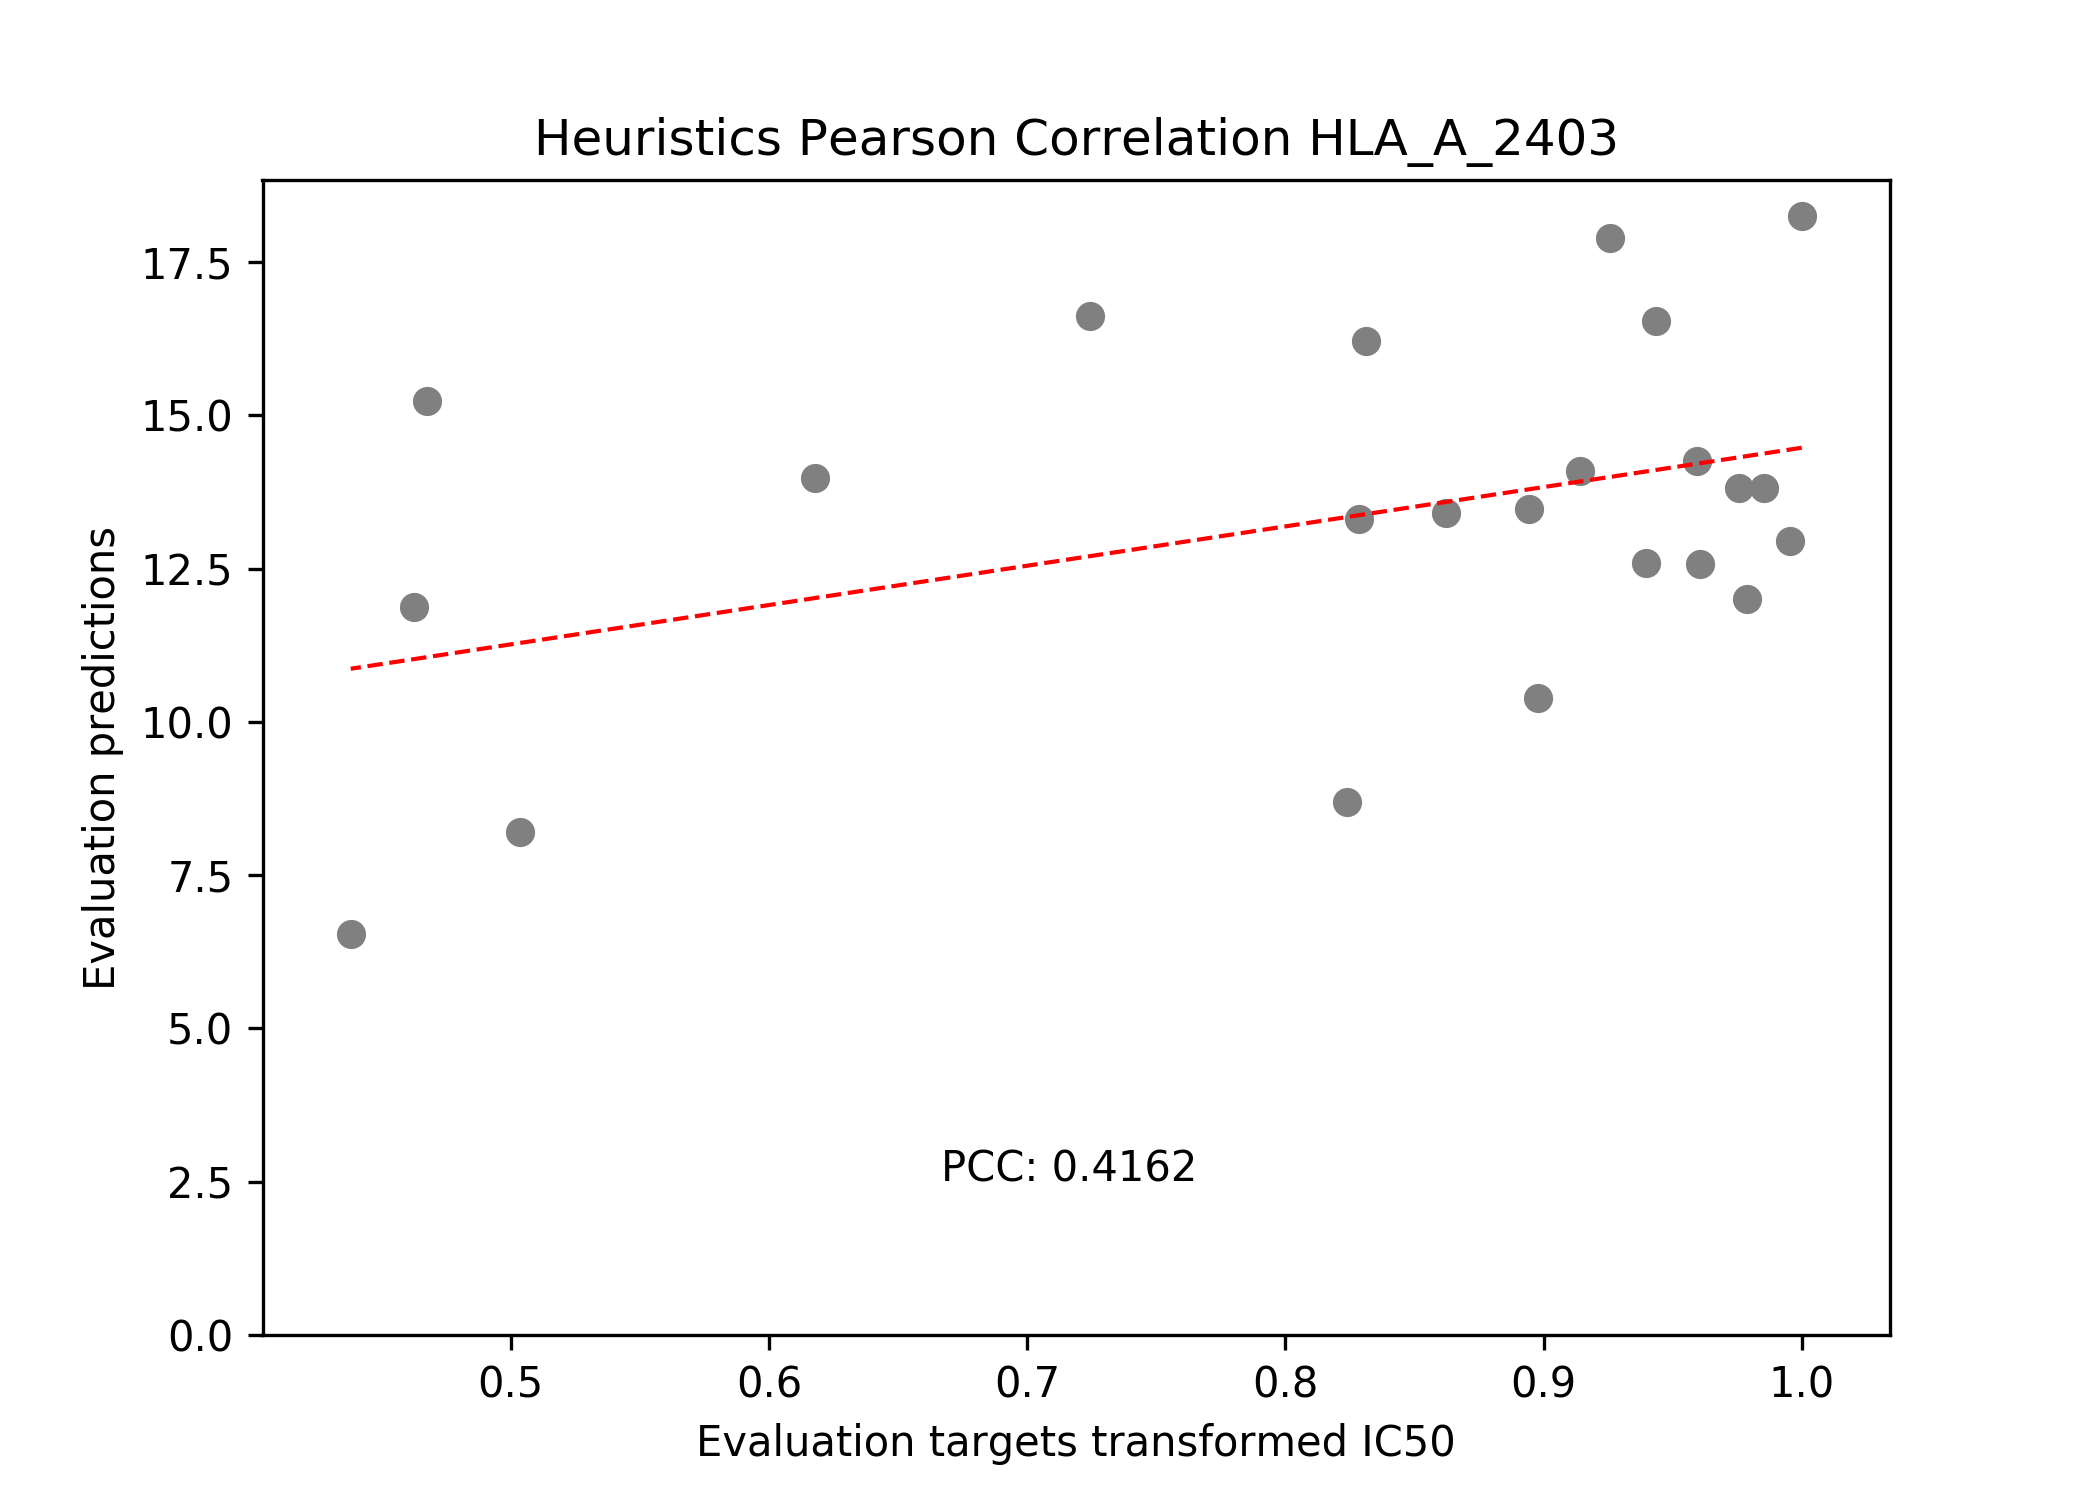 Heuristics Pearson Correlation HLA_A_2403
17.5
15.0
12.5
10.0
7.5
5.0
2.5
0.0
Evaluation predictions
PCC: 0.4162
0.5 0.6 0.7 0.8 0.9 1.0
Evaluation targets transformed IC50